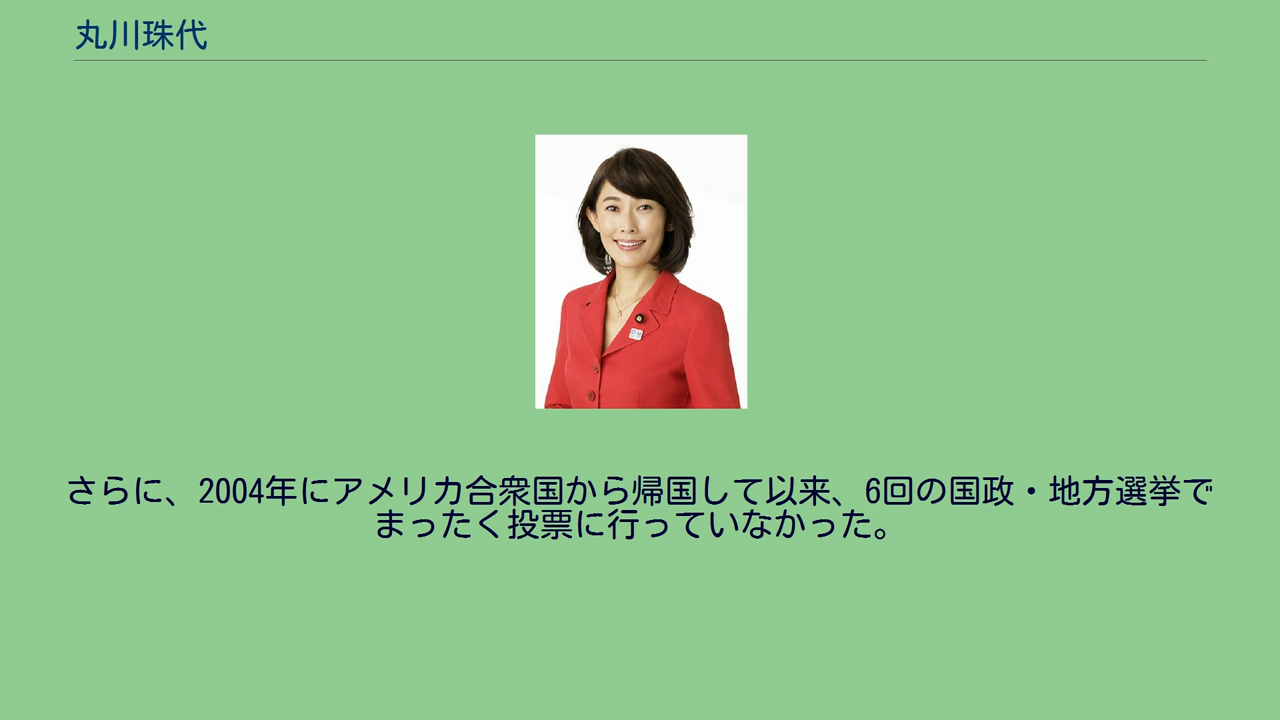 丸川珠代
さらに、2004年にアメリカ合衆国から帰国して以来、6回の国政・地方選挙で
まったく投票に行っていなかった。